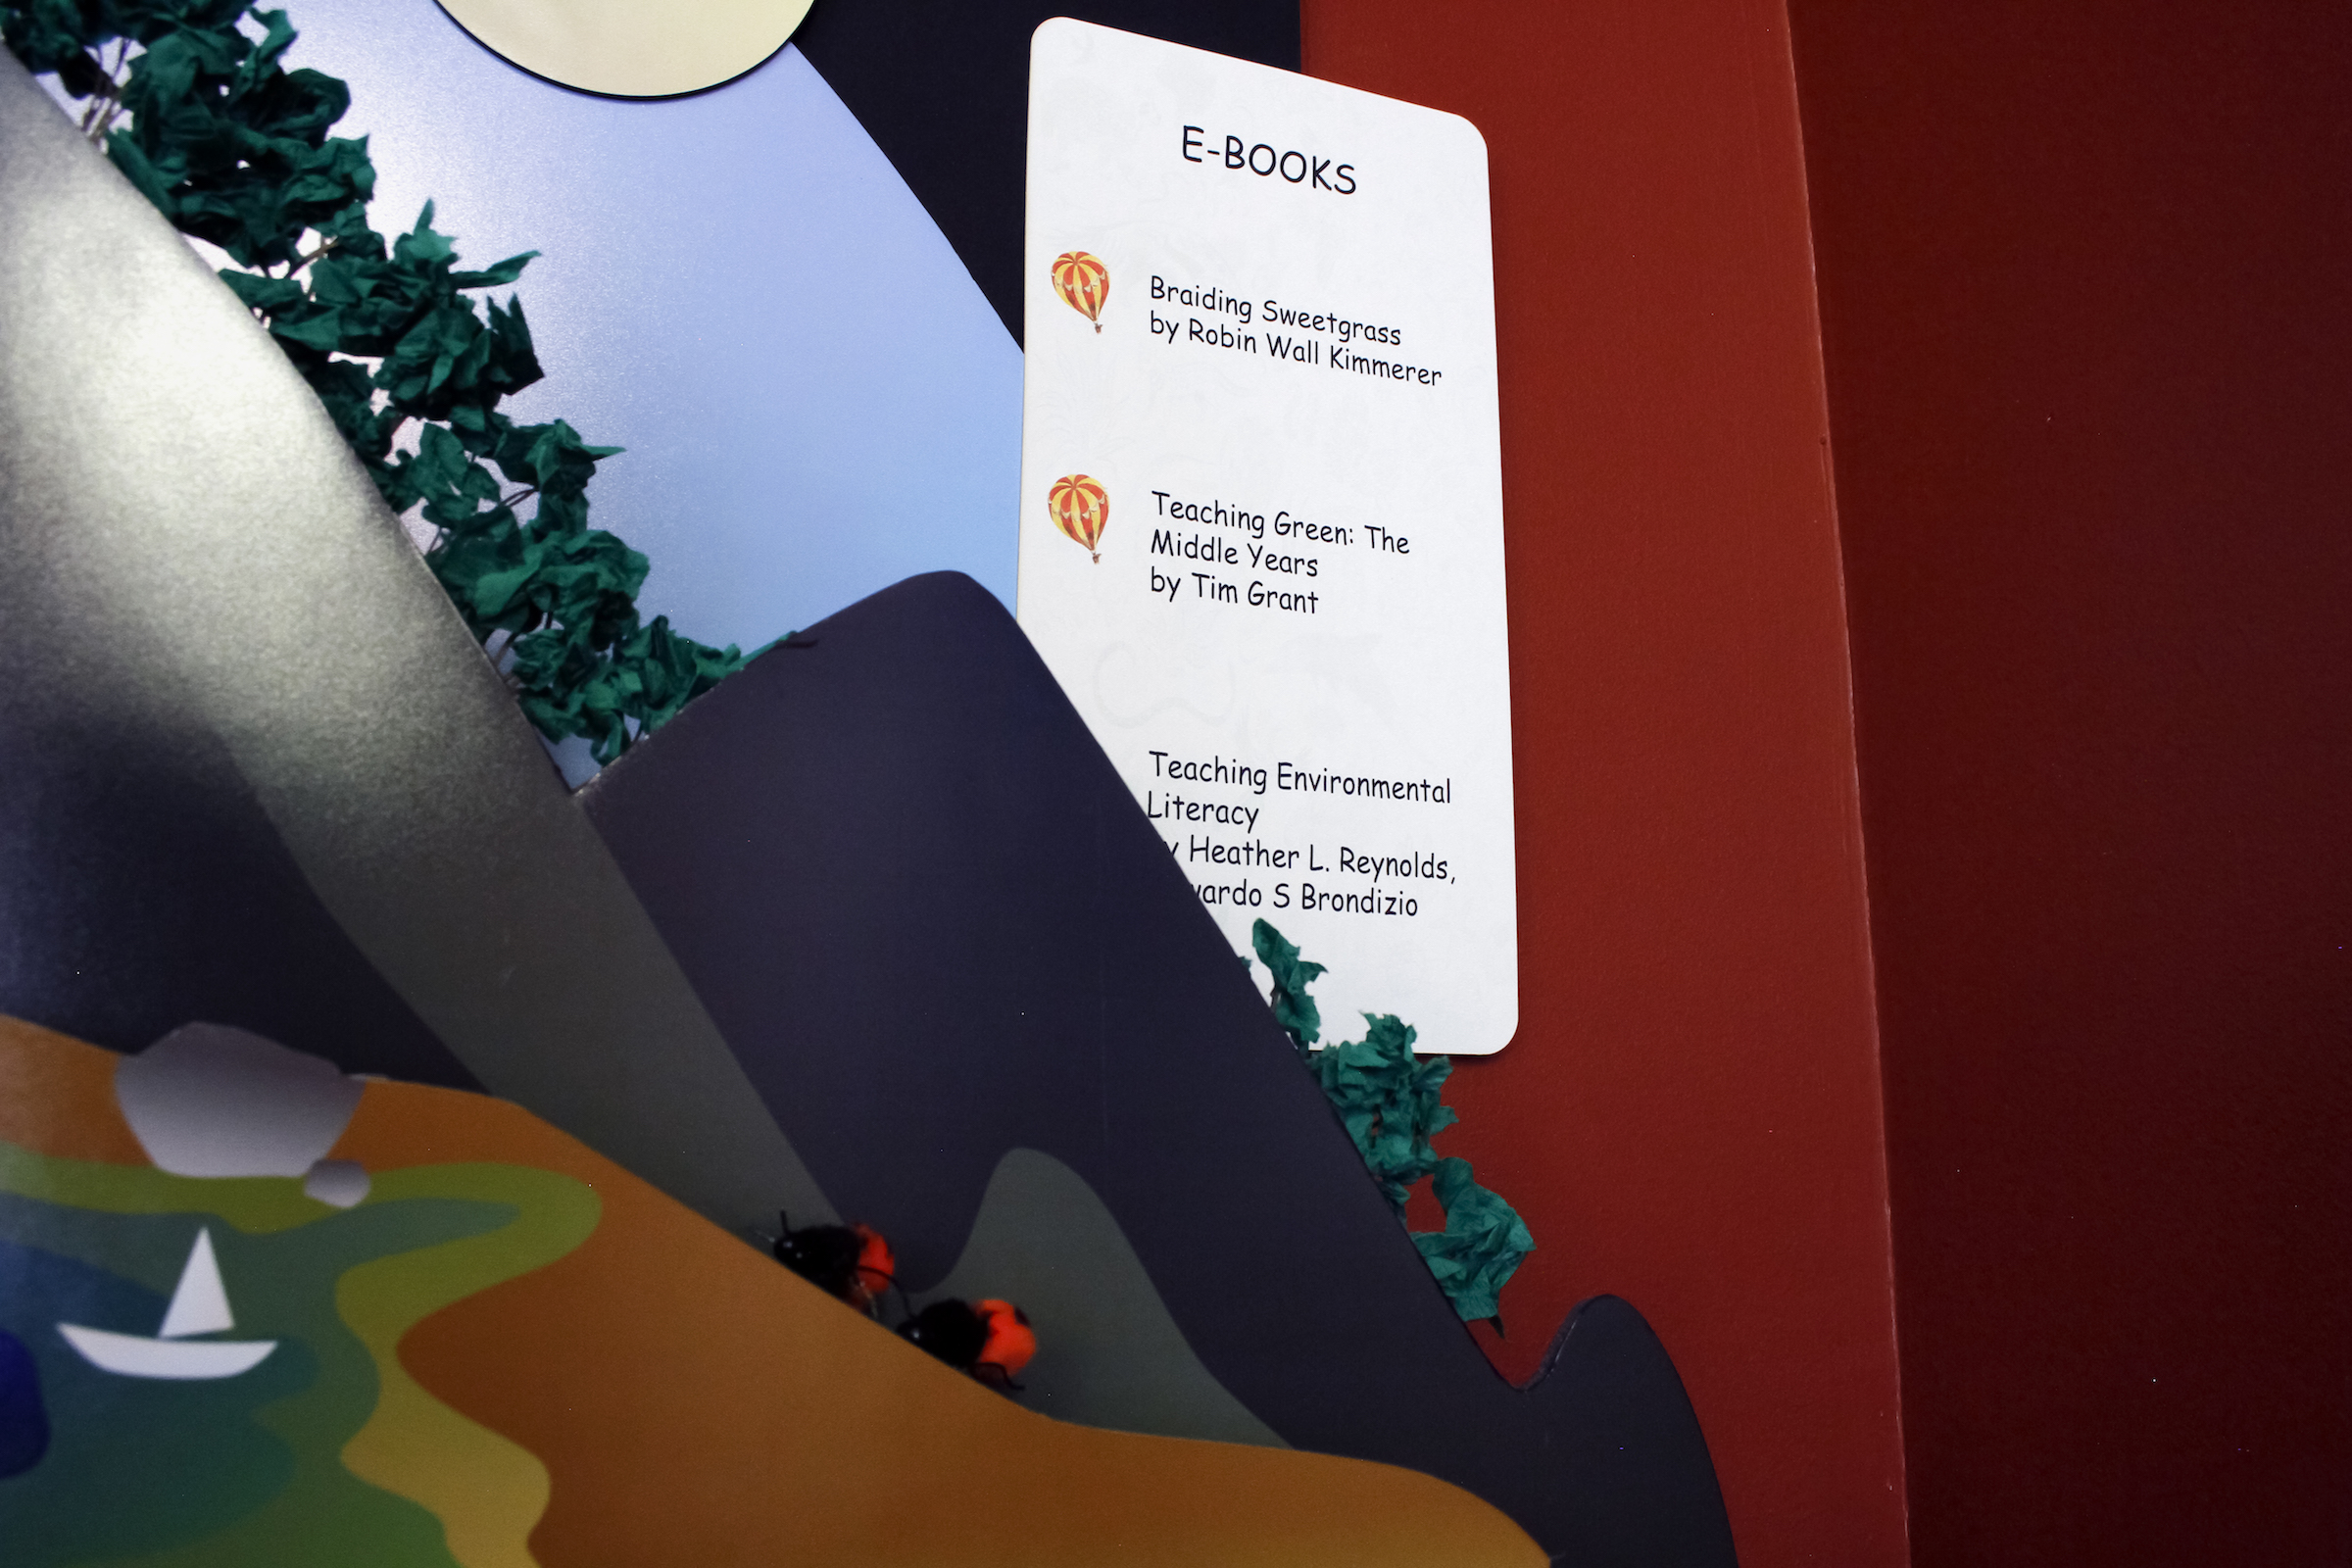 E-BOOKS
Braiding Sweetgrass
by Robin Wall Kimmerer
Teaching Green: The
Middle Years
by Tim Grant
Teaching Environmental
Literacy
Heather L. Reynolds,
S Brondizio